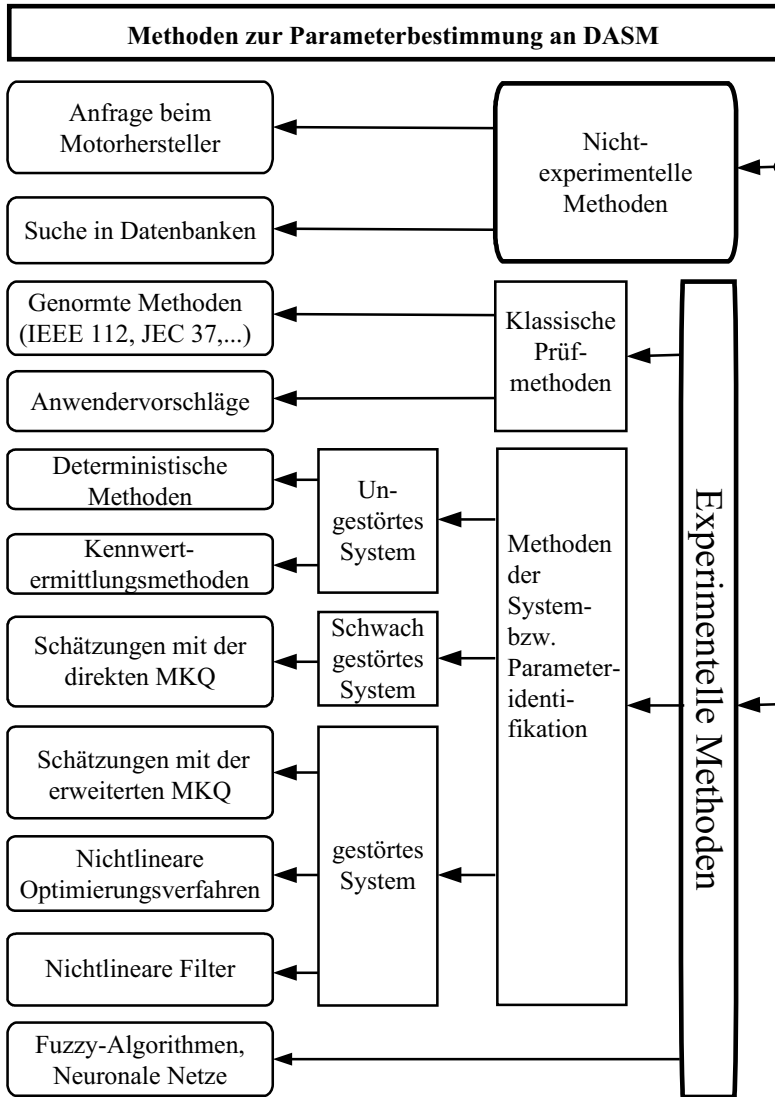 Methoden zur Parameterbestimmung an DASM
Anfrage beim
Motorhersteller
Nicht-
experimentelle
Methoden
Suche in Datenbanken
Genormte Methoden
(IEEE 112, JEC 37,...)
Klassische
Prüf-
methoden
Anwendervorschläge
Deterministische
Methoden
Un-
gestörtes
System
Kennwert-
ermittlungsmethoden
Methoden
der
System-
bzw.
Parameter-
identi-
fikation
Experimentelle Methoden
Schätzungen mit der
direkten MKQ
Schwach
gestörtes
System
Schätzungen mit der
erweiterten MKQ
gestörtes
System
Nichtlineare
Optimierungsverfahren
Nichtlineare Filter
Fuzzy-Algorithmen,
Neuronale Netze